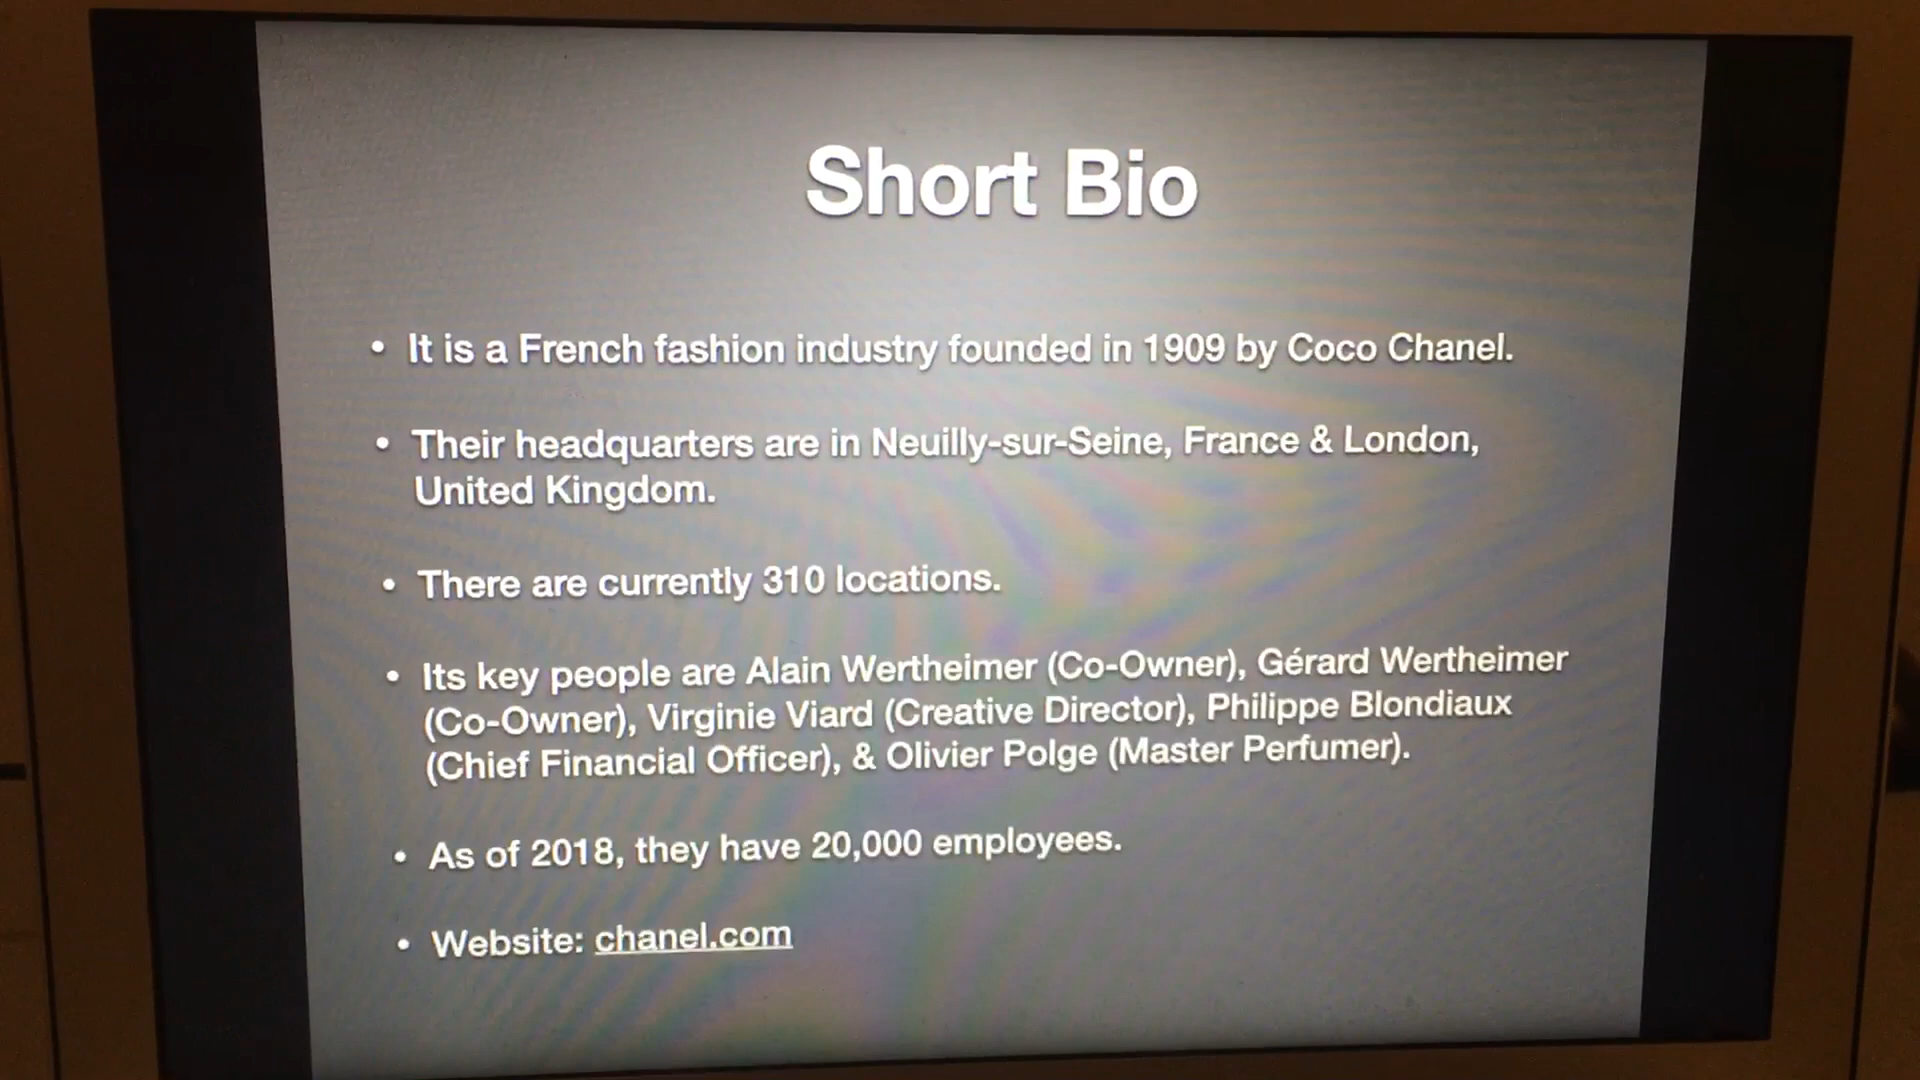 Short Bio
• It is a French fashion industry founded in 1909 by Coco Chanel.
• Their headquarters are in Neuilly-sur-Seine, France & London,
United Kingdom.
• There are currently 310 locations.
• Its key people are Alain Wertheimer (Co-Owner), Gérard Wertheimer
(Co-Owner), Virginie Viard (Creative Director), Philippe Blondiaux
(Chief Financial Officer), & Olivier Polge (Master Perfumer).
• As of 2018, they have 20,000 employees.
• Website: chanel.com